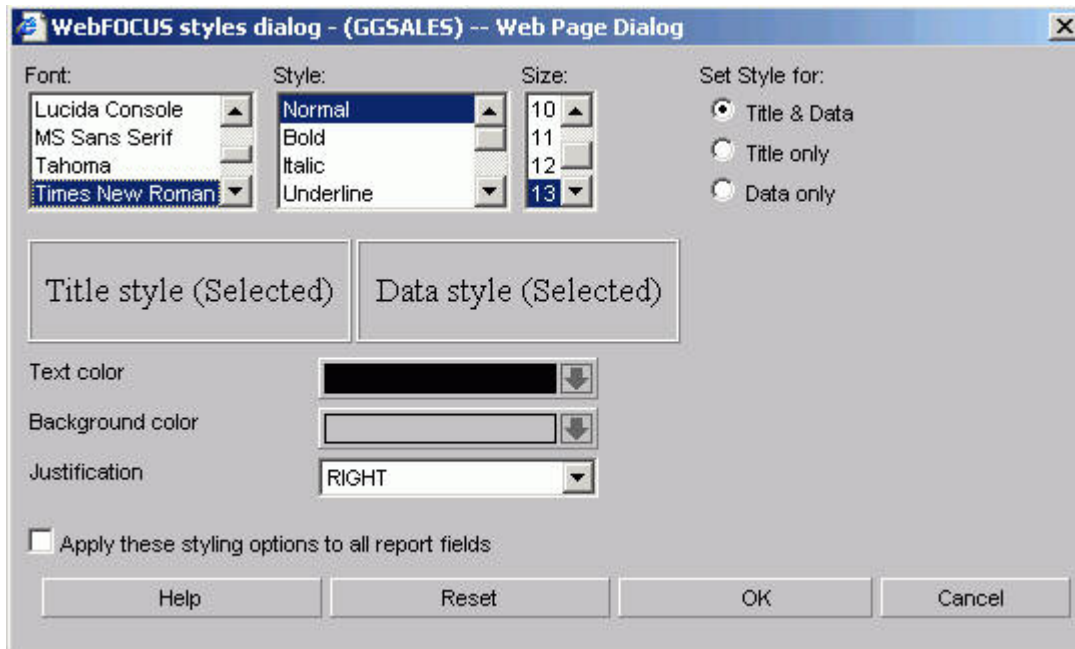 WebFOCUS styles dialog - (GGSALES) -- Web Page Dialog
Font: Style: Size: Set Style for:
Lucida Console Normal 10 Title & Data
MS Sans Serif Bold 11 Title only
Tahoma Italic 12 Data only
Times New Roman Underline 13
Title style (Selected) Data style (Selected)
Text color
Background color
Justification RIGHT
Apply these styling options to all report fields
Help Reset OK Cancel